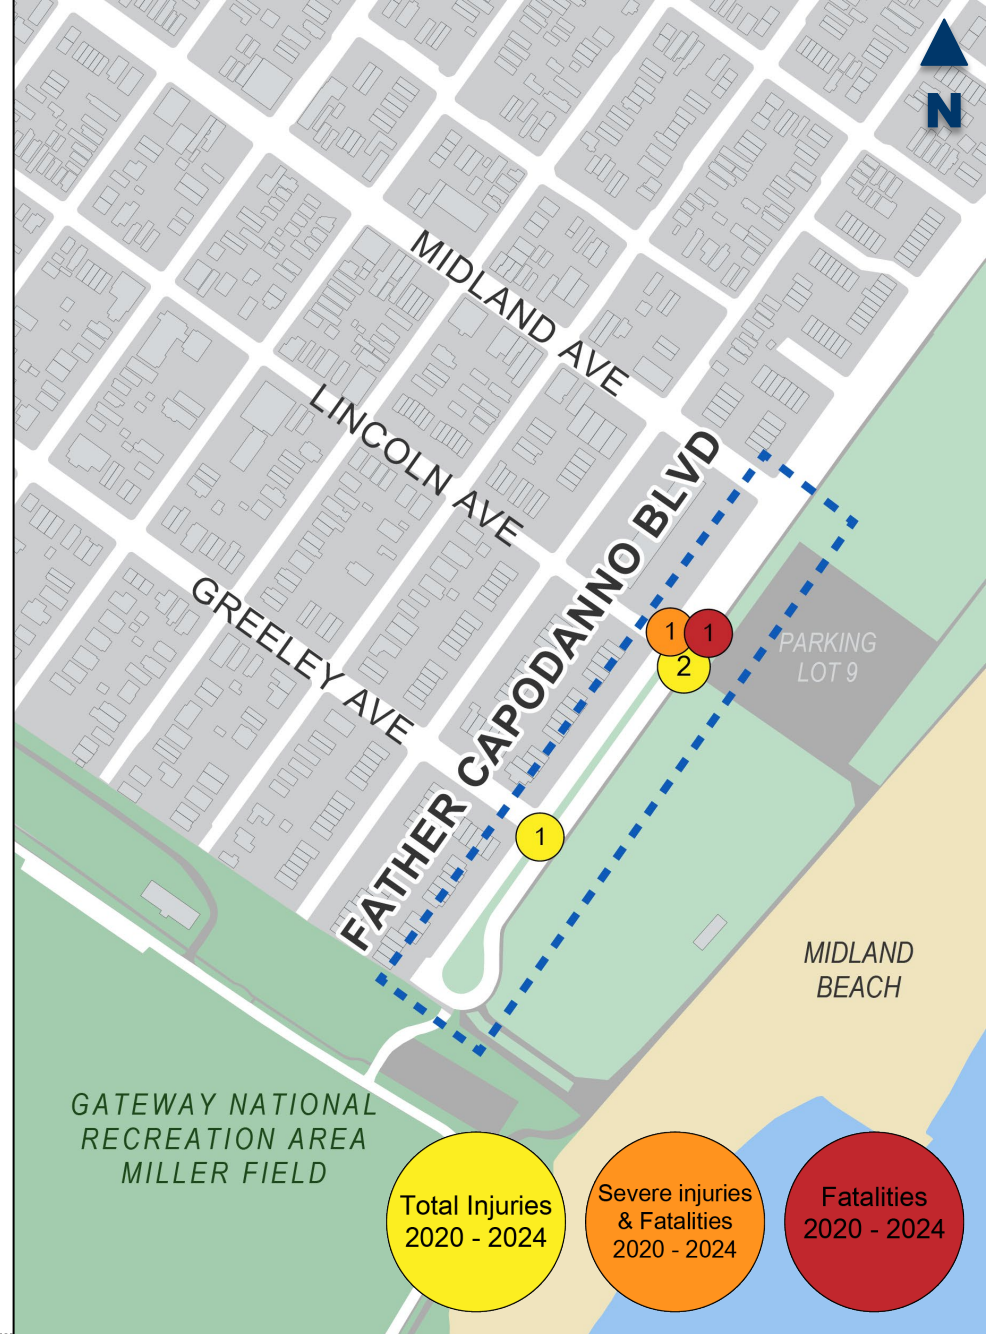 N
MIDLAND AVE
LINCOLN AVE
FATHER CAPODANNO BLVD
GREELEY AVE
1
1
2
PARKING
LOT 9
1
MIDLAND
BEACH
GATEWAY NATIONAL
RECREATION AREA
MILLER FIELD
Total Injuries
2020 - 2024
Severe injuries
& Fatalities
2020 - 2024
Fatalities
2020 - 2024